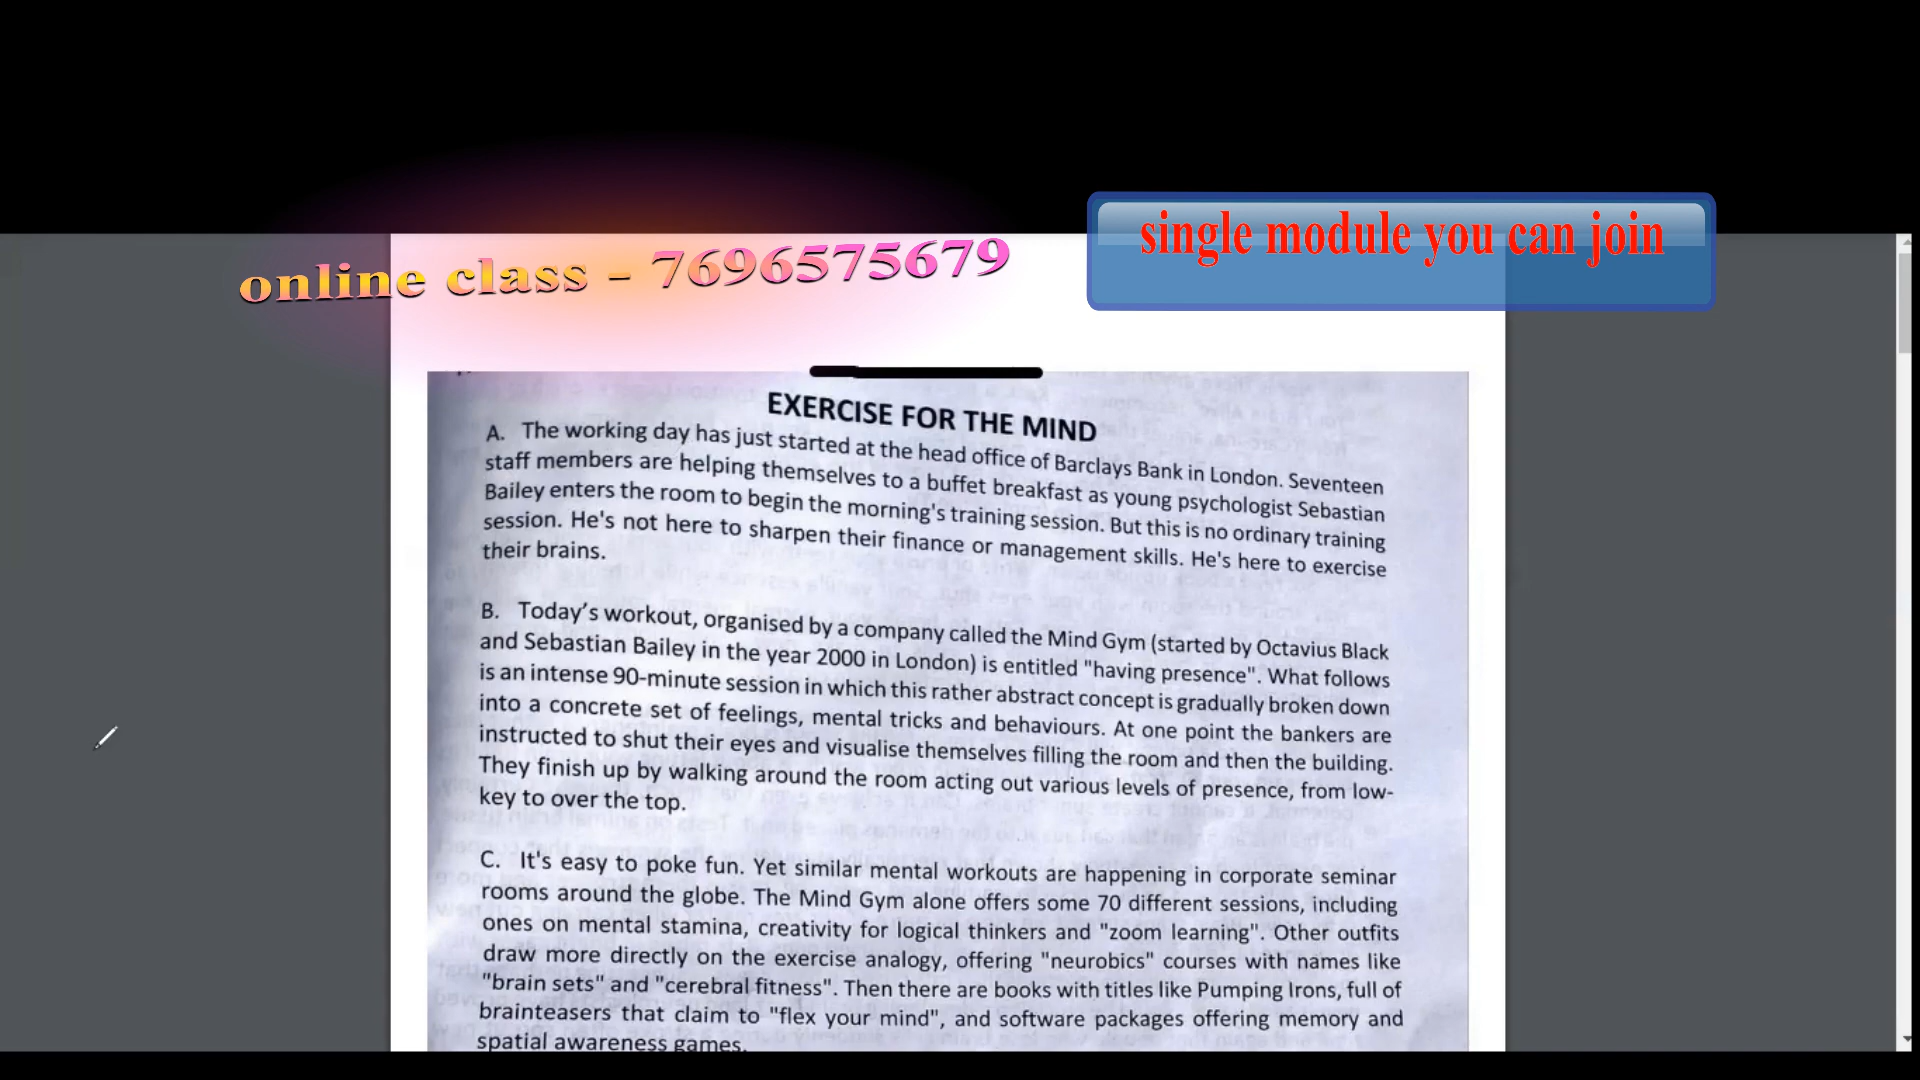 single module you can join
online class - 7696575679
EXERCISE FOR THE MIND
A. The working day has just started at the head office of Barclays Bank in London. Seventeen
staff members are helping themselves to a buffet breakfast as young psychologist Sebastian
Bailey enters the room to begin the morning's training session. But this is no ordinary training
session. He's not here to sharpen their finance or management skills. He's here to exercise
their brains.
B. Today's workout, organised by a company called the Mind Gym (started by Octavius Black
and Sebastian Bailey in the year 2000 in London) is entitled "having presence". What follows
is an intense 90-minute session in which this rather abstract concept is gradually broken down
into a concrete set of feelings, mental tricks and behaviours. At one point the bankers are
instructed to shut their eyes and visualise themselves filling the room and then the building.
They finish up by walking around the room acting out various levels of presence, from low-
key to over the top.
C. It's easy to poke fun. Yet similar mental workouts are happening in corporate seminar
rooms around the globe. The Mind Gym alone offers some 70 different sessions, including
ones on mental stamina, creativity for logical thinkers and "zoom learning". Other outfits
draw more directly on the exercise analogy, offering "neurobics" courses with names like
"brain sets" and "cerebral fitness". Then there are books with titles like Pumping Irons, full of
brainteasers that claim to "flex your mind", and software packages offering memory and
spatial awareness games.